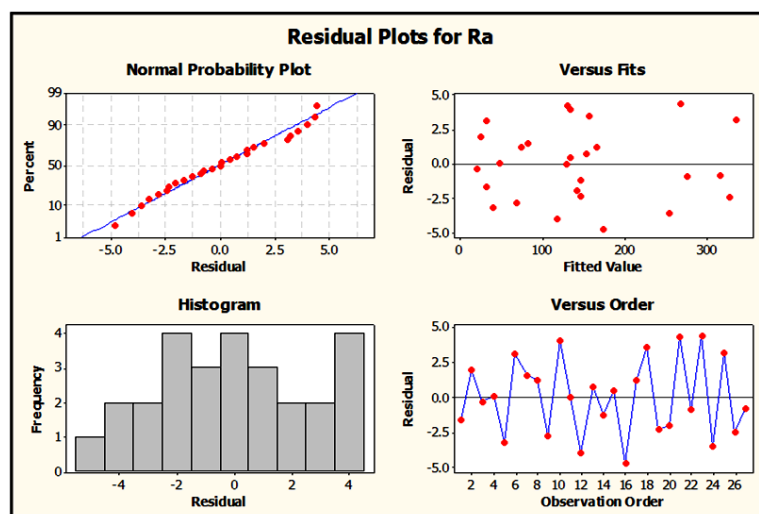 Residual Plots for Ra
Normal Probability Plot
99
90
50
10
1
Percent
-5.0 -2.5 0.0 2.5 5.0
Residual
Versus Fits
5.0
2.5
0.0
-2.5
-5.0
Residual
0 100 200 300
Fitted Value
Histogram
4
3
2
1
0
Frequency
-4 -2 0 2 4
Residual
Versus Order
5.0
2.5
0.0
-2.5
-5.0
Residual
2 4 6 8 10 12 14 16 18 20 22 24 26
Observation Order